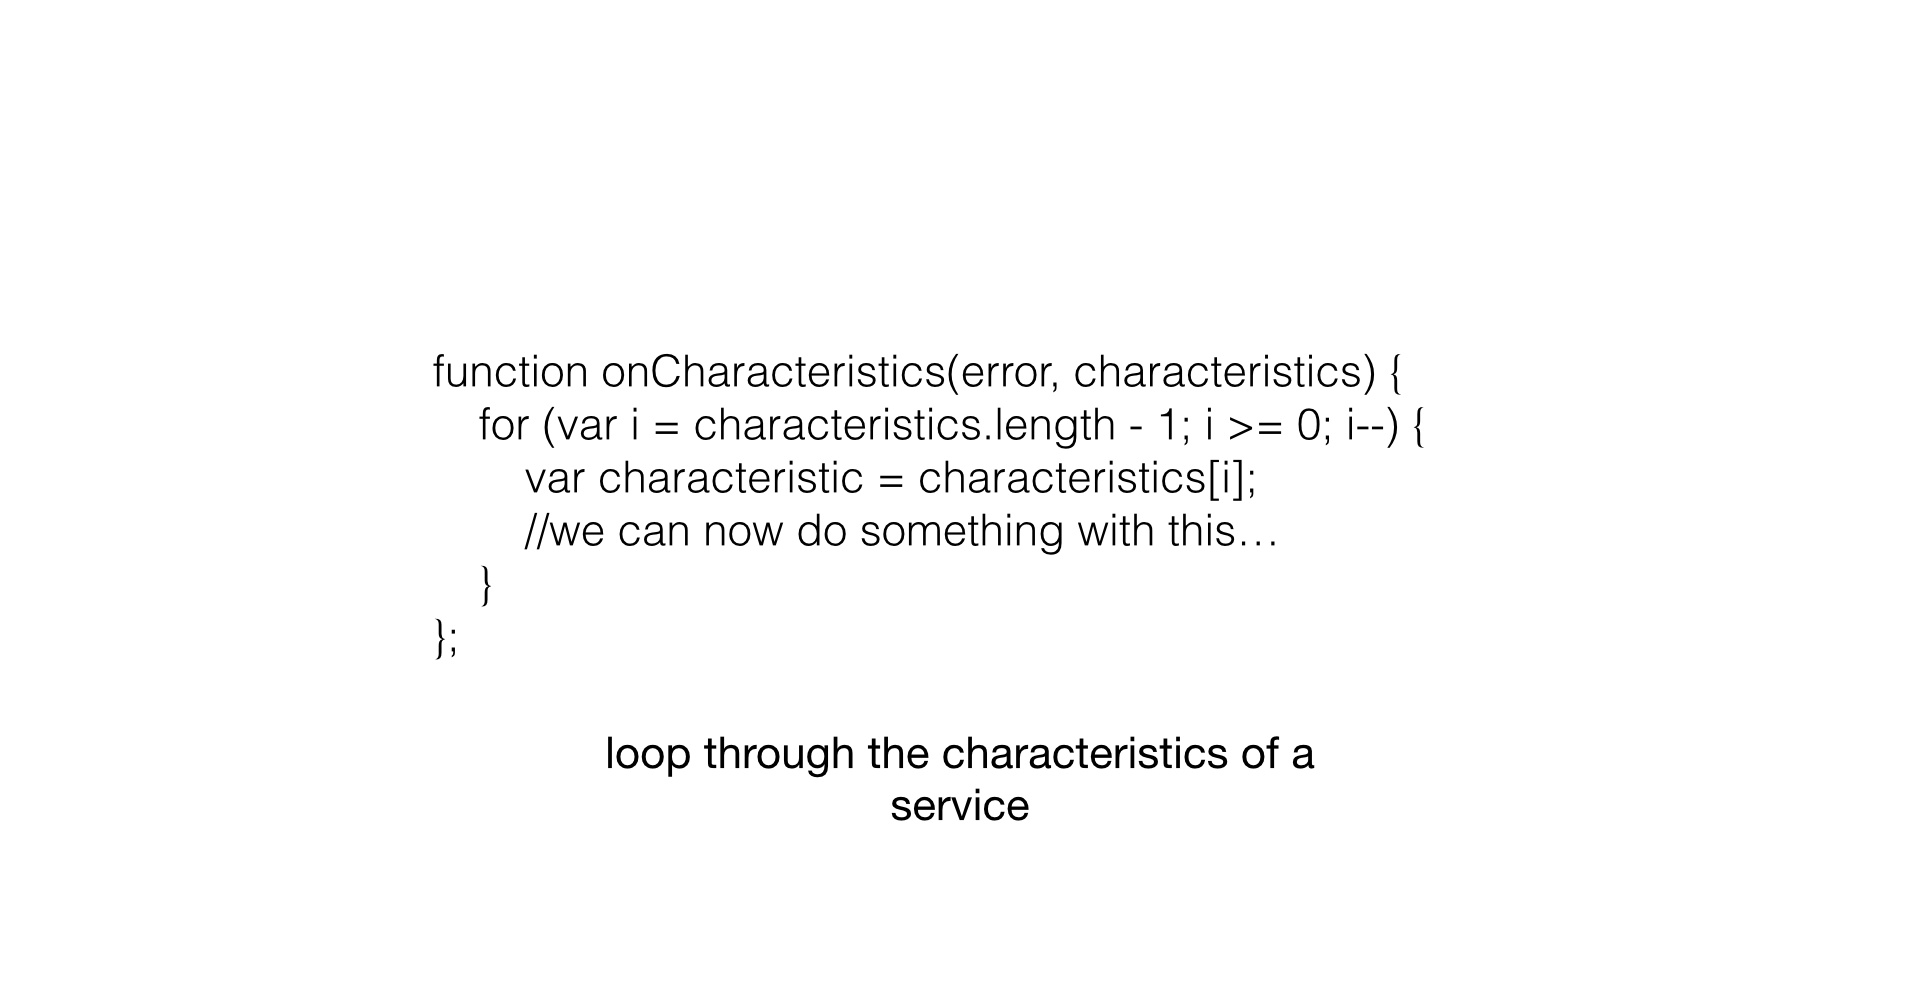 function onCharacteristics(error, characteristics) {
for (var i = characteristics.length - 1; i >= 0; i--) {
var characteristic = characteristics[i];
//we can now do something with this…
}
};
loop through the characteristics of a
service